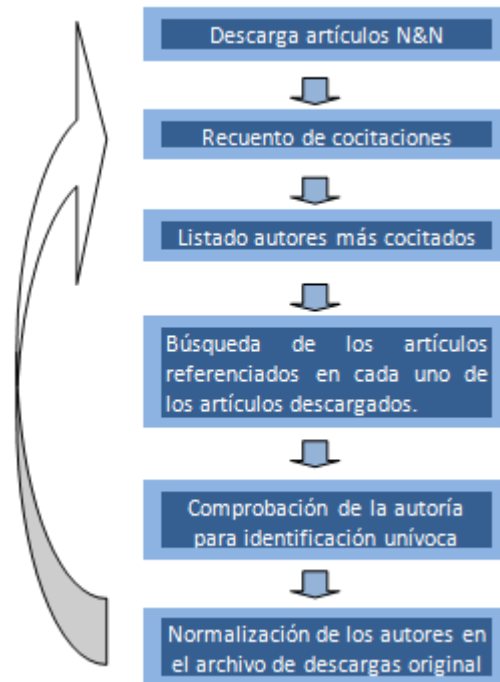 Descarga artículos N&N
Recuento de cocitaciones
Listado autores más cocitados
Búsqueda de los artículos
referenciados en cada uno de
los artículos descargados.
Comprobación de la autoría
para identificación unívoca
Normalización de los autores en
el archivo de descargas original